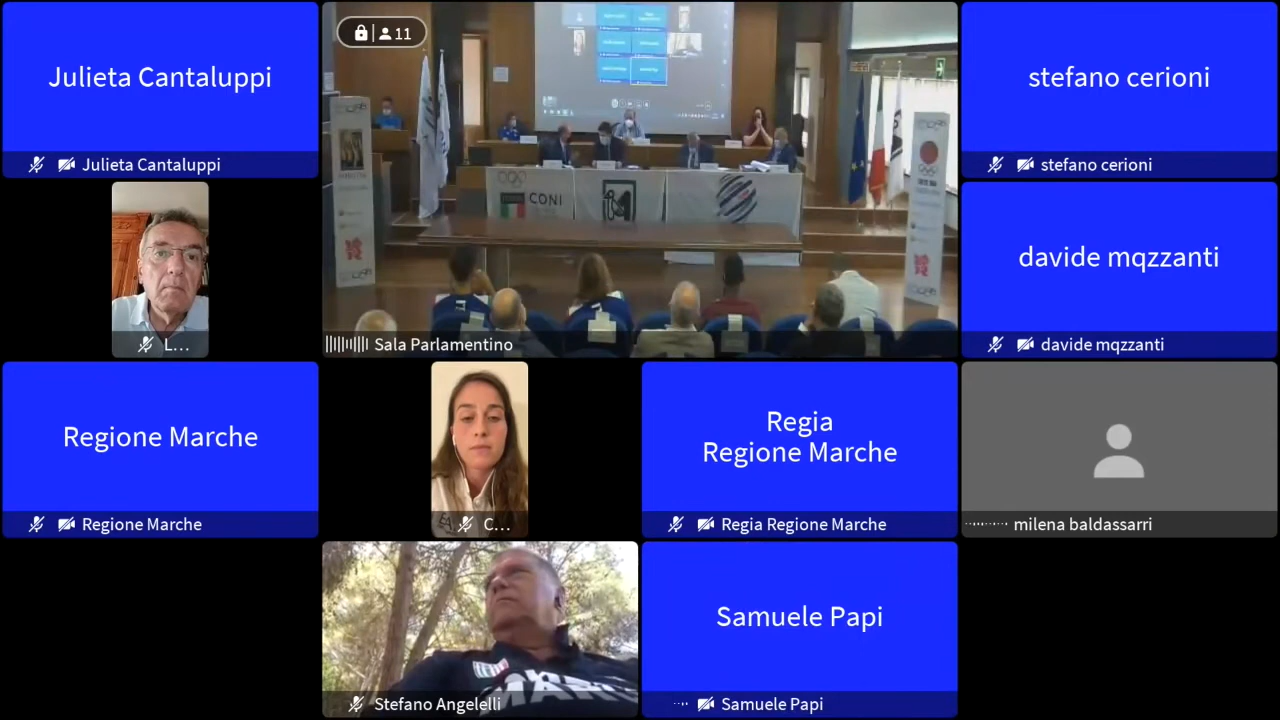 Julieta Cantaluppi
Julieta Cantaluppi
11
CONI
Sala Parlamentino
stefano cerioni
stefano cerioni
L...
davide mqzzanti
davide mqzzanti
Regione Marche
Regione Marche
C...
Regia
Regione Marche
Regia Regione Marche
milena baldassarri
Stefano Angelelli
Samuele Papi
Samuele Papi